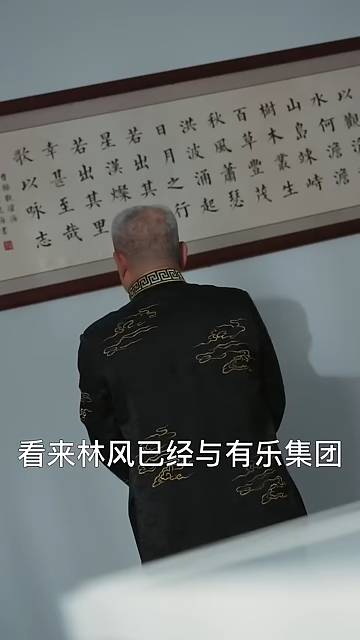 以觀
水何澹澹
山島竦峙
樹木叢生
百草豐茂
秋風蕭瑟
洪波湧起
日月之行
若出其
星漢燦
若出其里
幸甚至哉
歌以咏志
看来林风已经与有乐集团